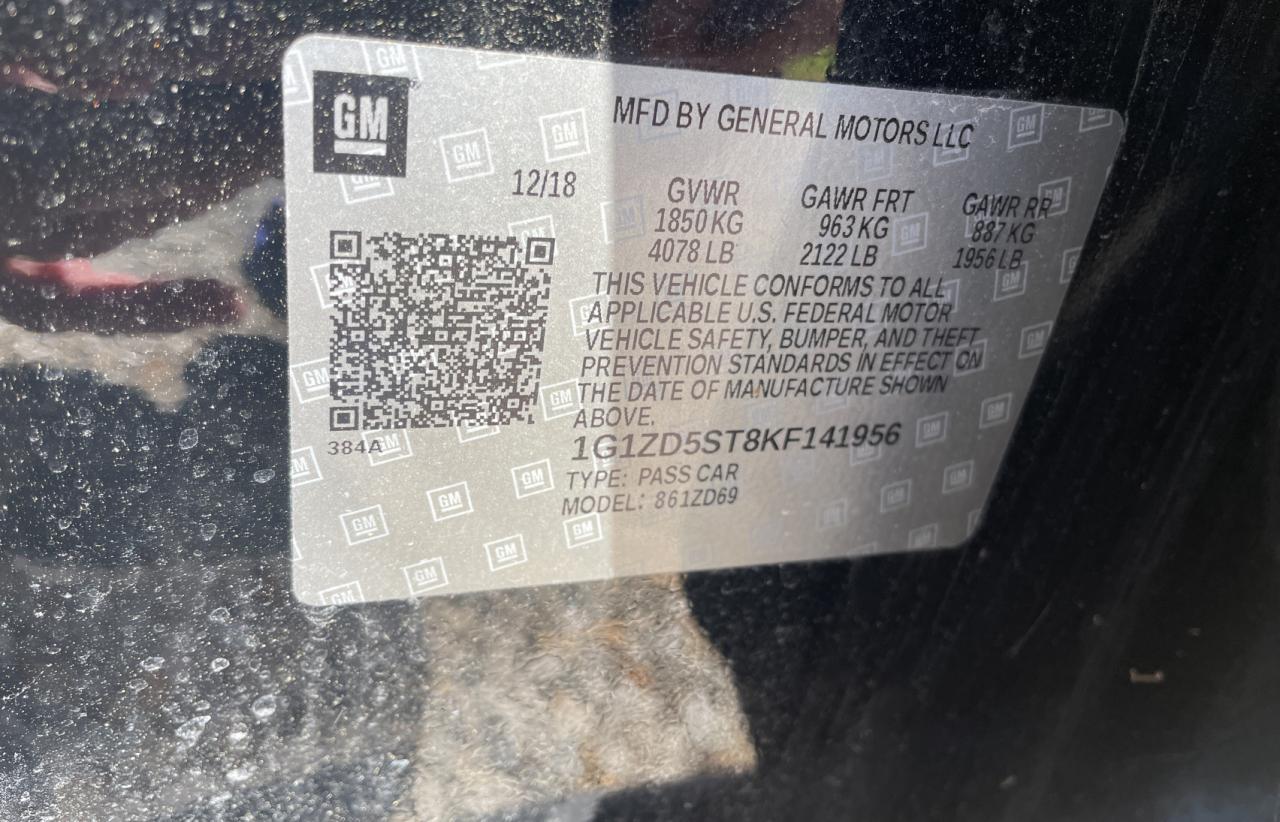 GM
MFD BY GENERAL MOTORS LLC
12/18
GVWR GAWR FRT GAWR RR
1850 KG 963 KG 887 KG
4078 LB 2122 LB 1956 LB
THIS VEHICLE CONFORMS TO ALL
APPLICABLE U.S. FEDERAL MOTOR
VEHICLE SAFETY, BUMPER, AND THEFT
PREVENTION STANDARDS IN EFFECT ON
THE DATE OF MANUFACTURE SHOWN
ABOVE.
384A
1G1ZD5ST8KF141956
TYPE: PASS CAR
MODEL: 861ZD69